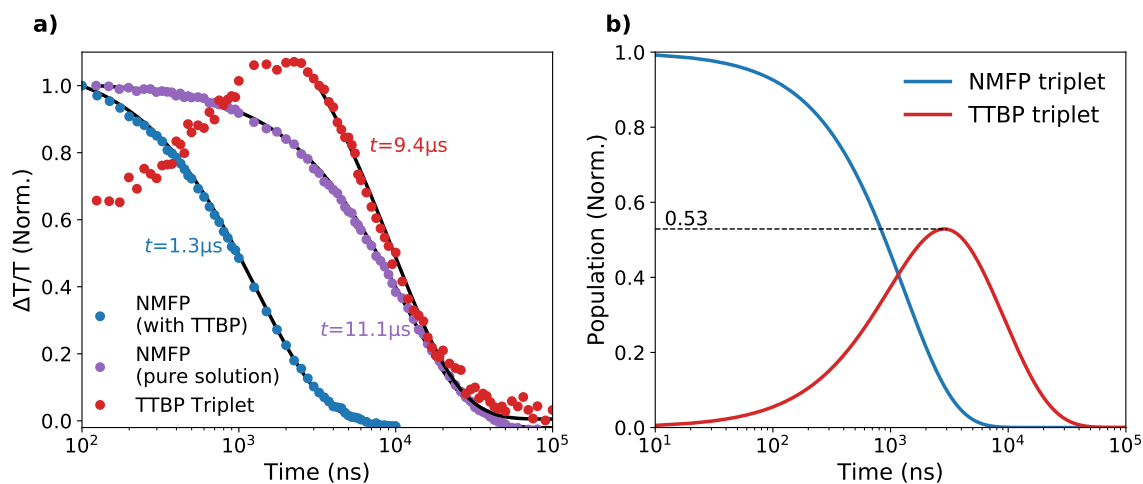 a)
ΔT/T (Norm.)
1.0
0.8
0.6
0.4
0.2
0.0
t=9.4μs
t=1.3μs
t=11.1μs
NMFP
(with TTBP)
NMFP
(pure solution)
TTBP Triplet
10²
10³
10⁴
10⁵
Time (ns)
b)
Population (Norm.)
1.0
0.8
0.6
0.4
0.2
0.0
NMFP triplet
TTBP triplet
0.53
10¹
10²
10³
10⁴
10⁵
Time (ns)